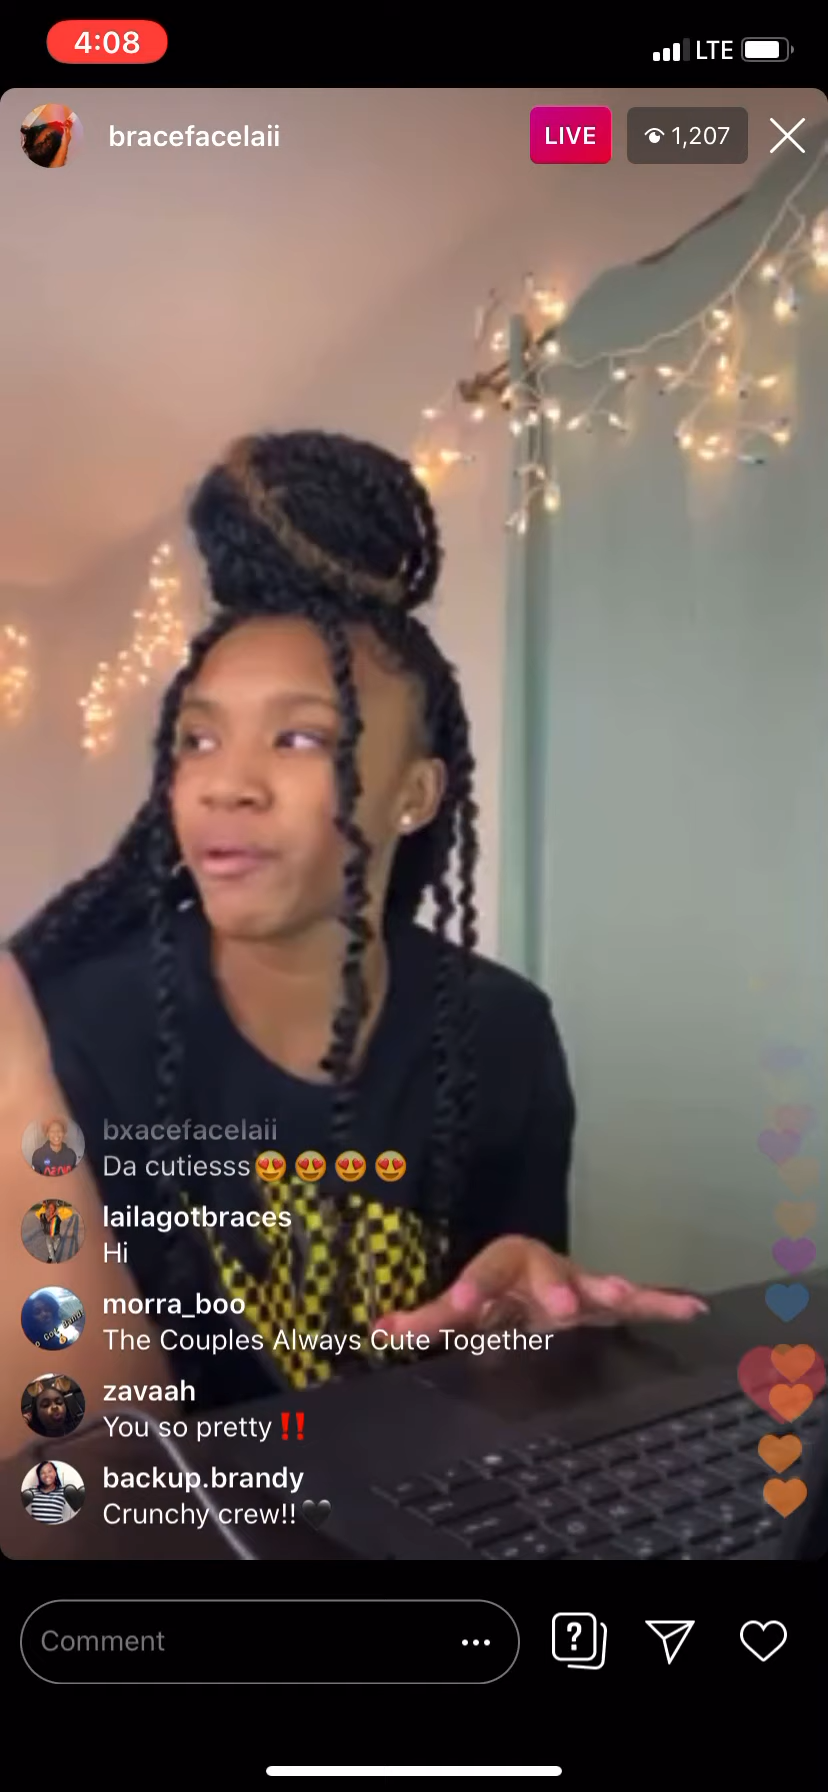 4:08
LTE
bracefacelaii
LIVE
1,207
bxacefacelaii
Da cutiesss😍😍😍😍
lailagotbraces
Hi
morra_boo
The Couples Always Cute Together
zavaah
You so pretty‼️
backup.brandy
Crunchy crew!!🖤
Comment